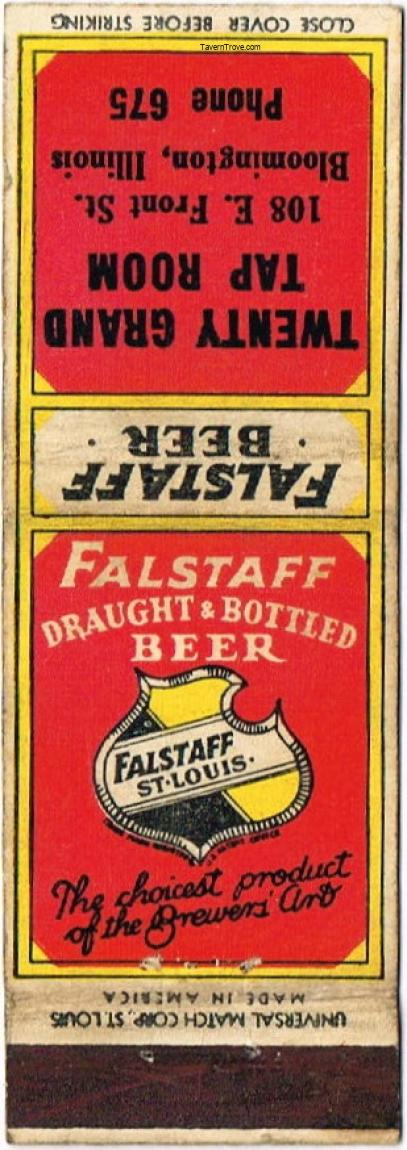 CLOSE COVER BEFORE STRIKING
TavernTrove.com
TWENTY GRAND
TAP ROOM
108 E. Front St.
Bloomington, Illinois
Phone 675
FALSTAFF
· BEER ·
FALSTAFF
DRAUGHT & BOTTLED
BEER
FALSTAFF
ST·LOUIS·
The choicest product
of the Brewers' Art
UNIVERSAL MATCH CORP., ST. LOUIS
MADE IN AMERICA